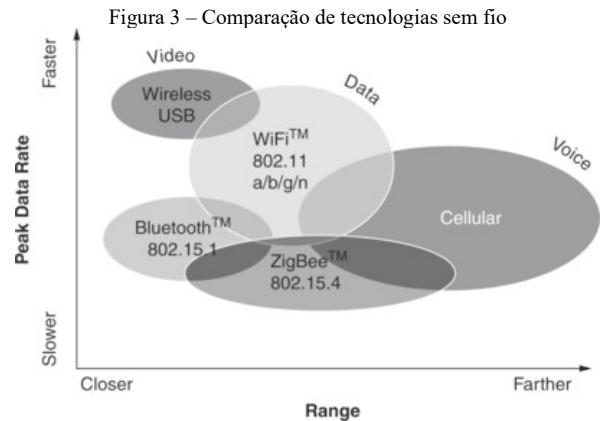 Figura 3 – Comparação de tecnologias sem fio
Faster
Video
Wireless
USB
Data
WiFi™
802.11
a/b/g/n
Voice
Peak Data Rate
Bluetooth™
802.15.1
Cellular
ZigBee™
802.15.4
Slower
Closer
Farther
Range